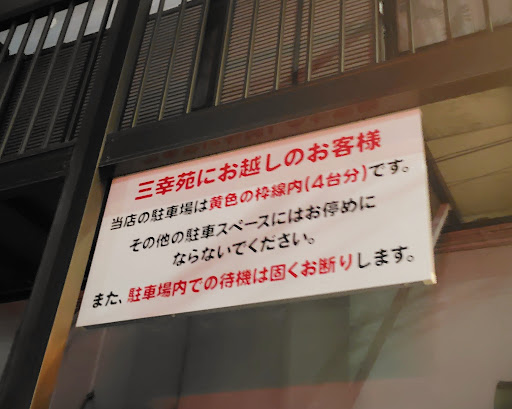 三幸苑にお越しのお客様
当店の駐車場は黄色の枠線内(4台分)です。
その他の駐車スペースにはお停めに
ならないでください。
また、駐車場内での待機は固くお断りします。